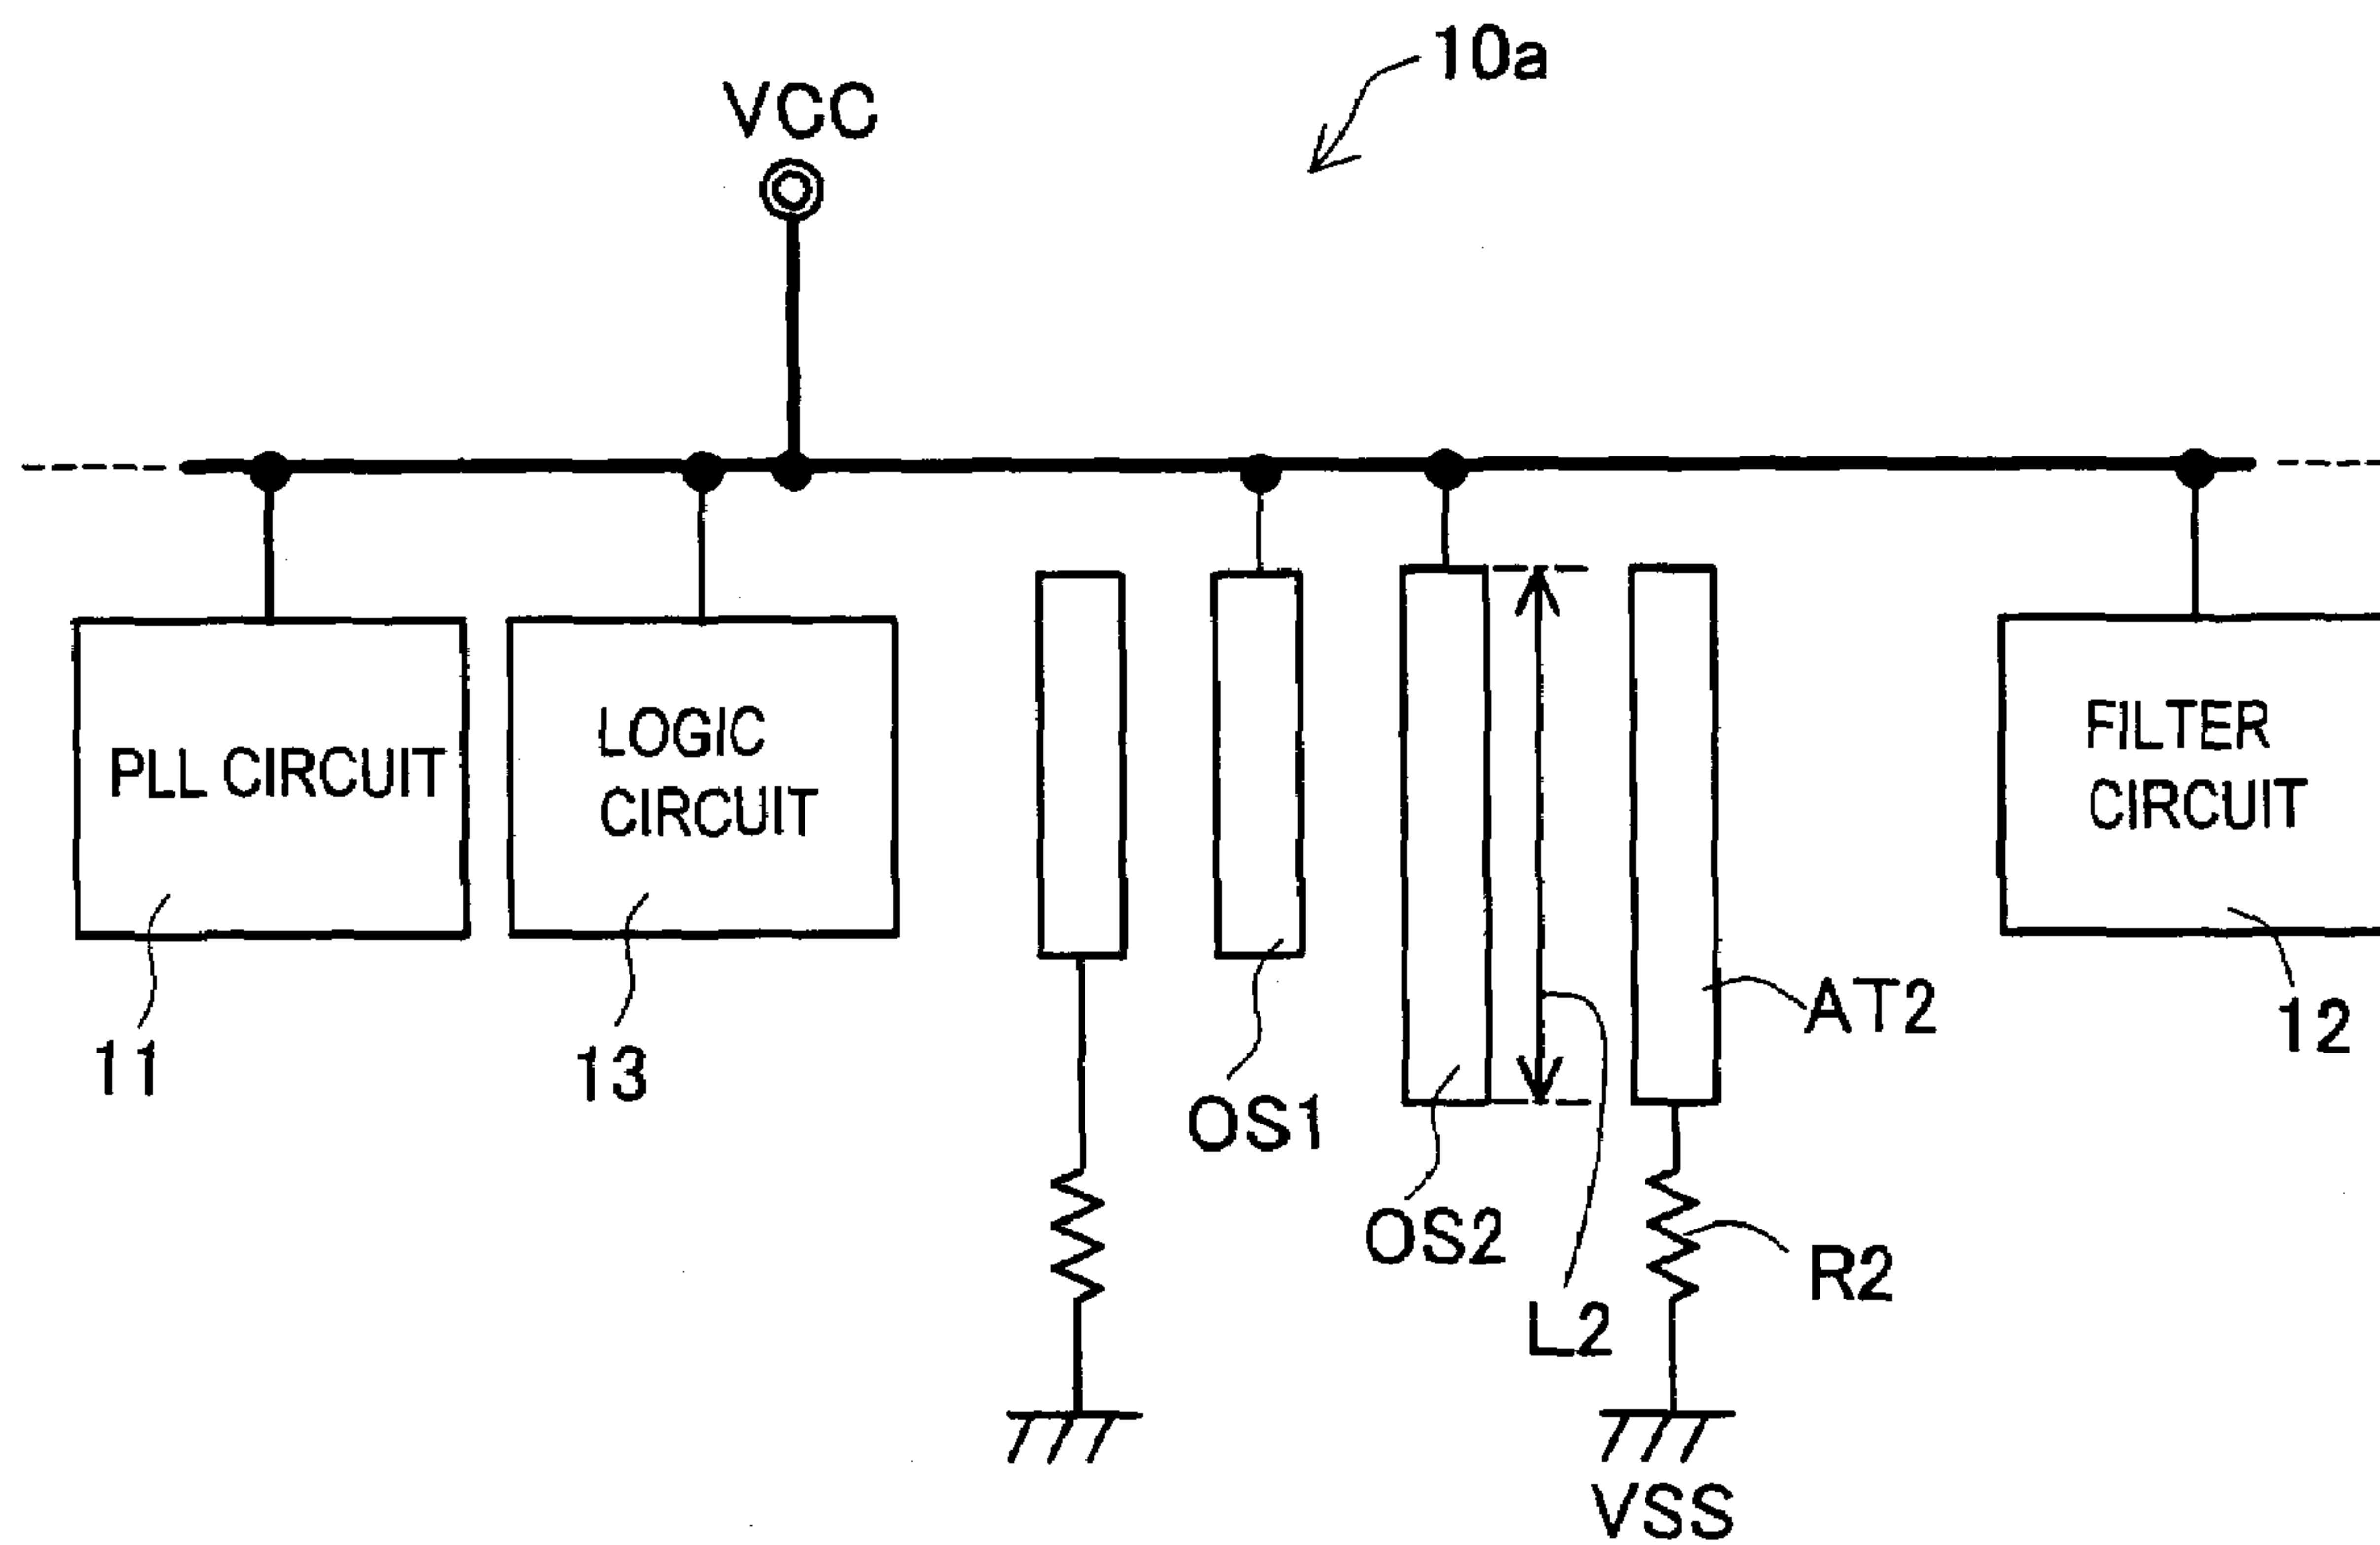 10a
VCC
PLL CIRCUIT
LOGIC
CIRCUIT
FILTER
CIRCUIT
11
13
OS1
OS2
L2
AT2
R2
12
VSS